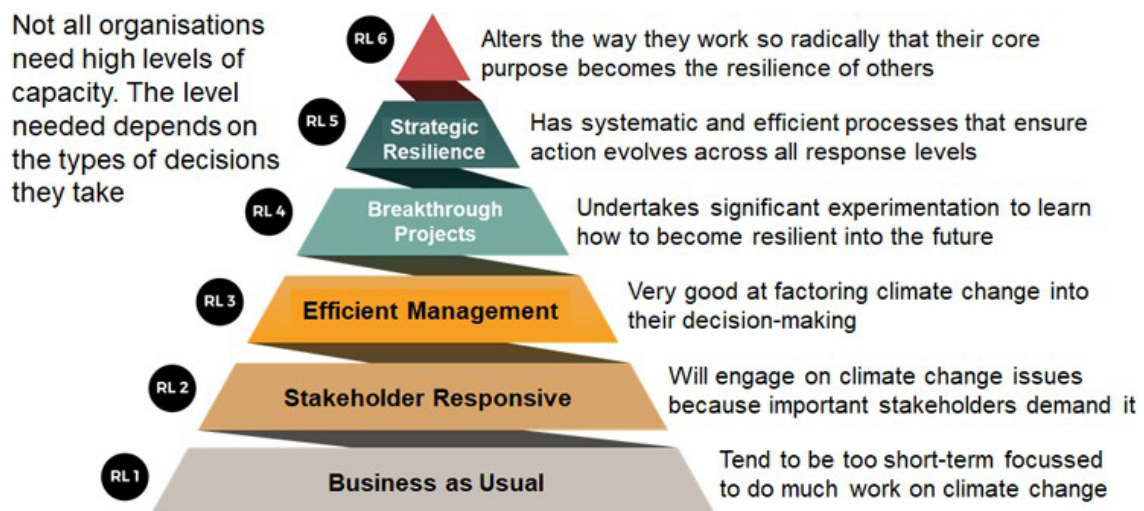 Not all organisations
need high levels of
capacity. The level
needed depends on
the types of decisions
they take
RL 6
Alters the way they work so radically that their core
purpose becomes the resilience of others
RL 5
Strategic
Resilience
Has systematic and efficient processes that ensure
action evolves across all response levels
RL 4
Breakthrough
Projects
Undertakes significant experimentation to learn
how to become resilient into the future
RL 3
Efficient Management
Very good at factoring climate change into
their decision-making
RL 2
Stakeholder Responsive
Will engage on climate change issues
because important stakeholders demand it
RL 1
Business as Usual
Tend to be too short-term focussed
to do much work on climate change